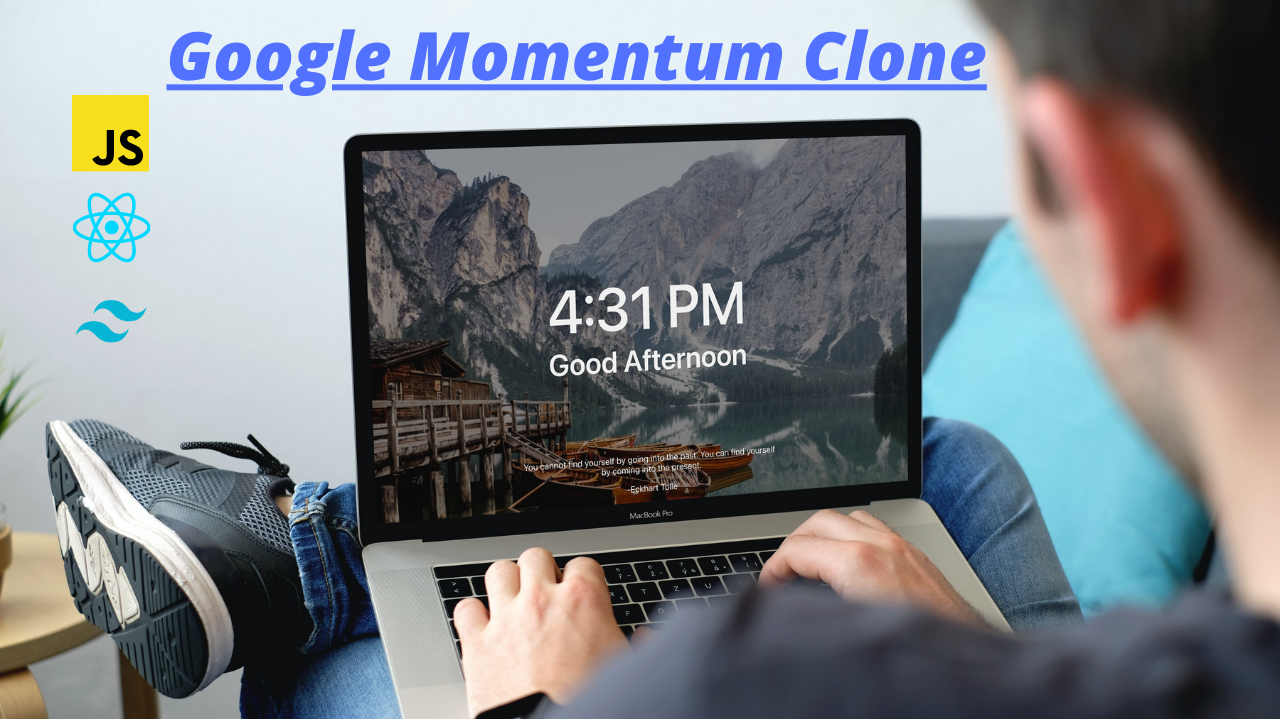 Google Momentum Clone
JS
4:31 PM
Good Afternoon
You cannot find yourself by going into the past. You can find yourself
by coming into the present.
-Eckhart Tolle
MacBook Pro
T Z U